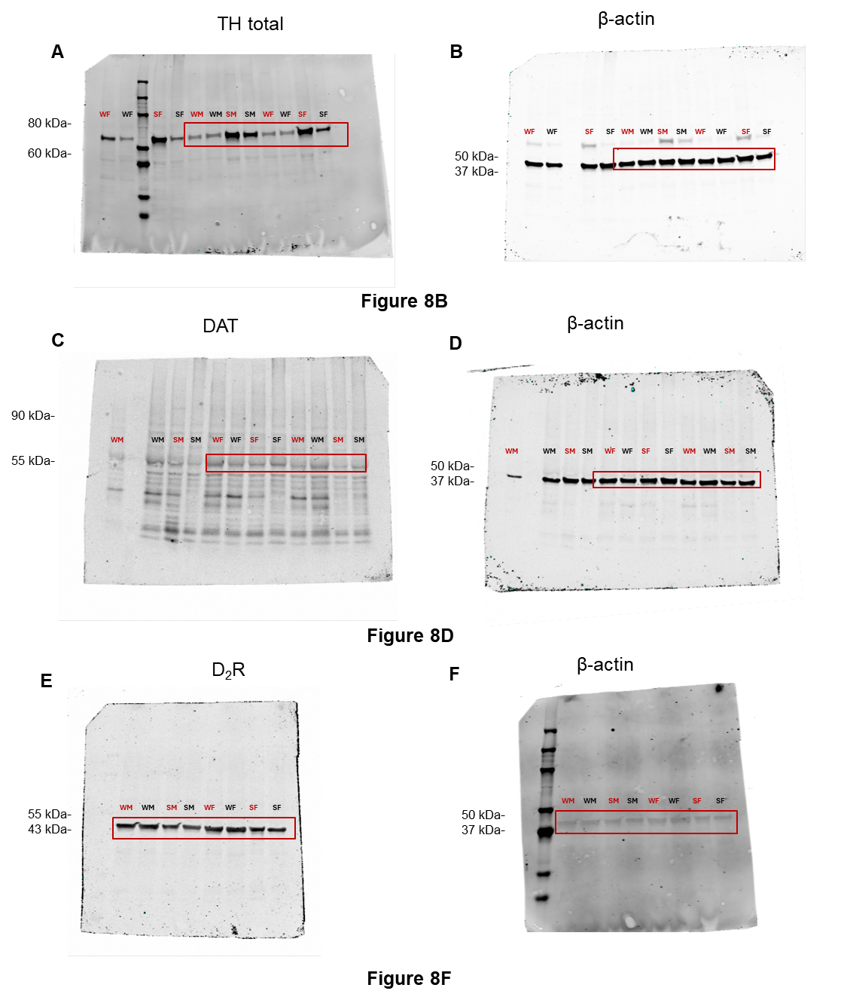 TH total
β-actin
A
B
WF WF SF SF WM WM SM SM WF WF SF SF
80 kDa-
60 kDa-
WF WF SF SF WM WM SM SM WF WF SF SF
50 kDa-
37 kDa-
Figure 8B
DAT
β-actin
C
D
90 kDa-
55 kDa-
WM WM SM SM WF WF SF SF WM WM SM SM
WM WM SM SM WF WF SF SF WM WM SM SM
50 kDa-
37 kDa-
Figure 8D
D₂R
β-actin
E
F
WM WM SM SM WF WF SF SF
55 kDa-
43 kDa-
WM WM SM SM WF WF SF SF
50 kDa-
37 kDa-
Figure 8F